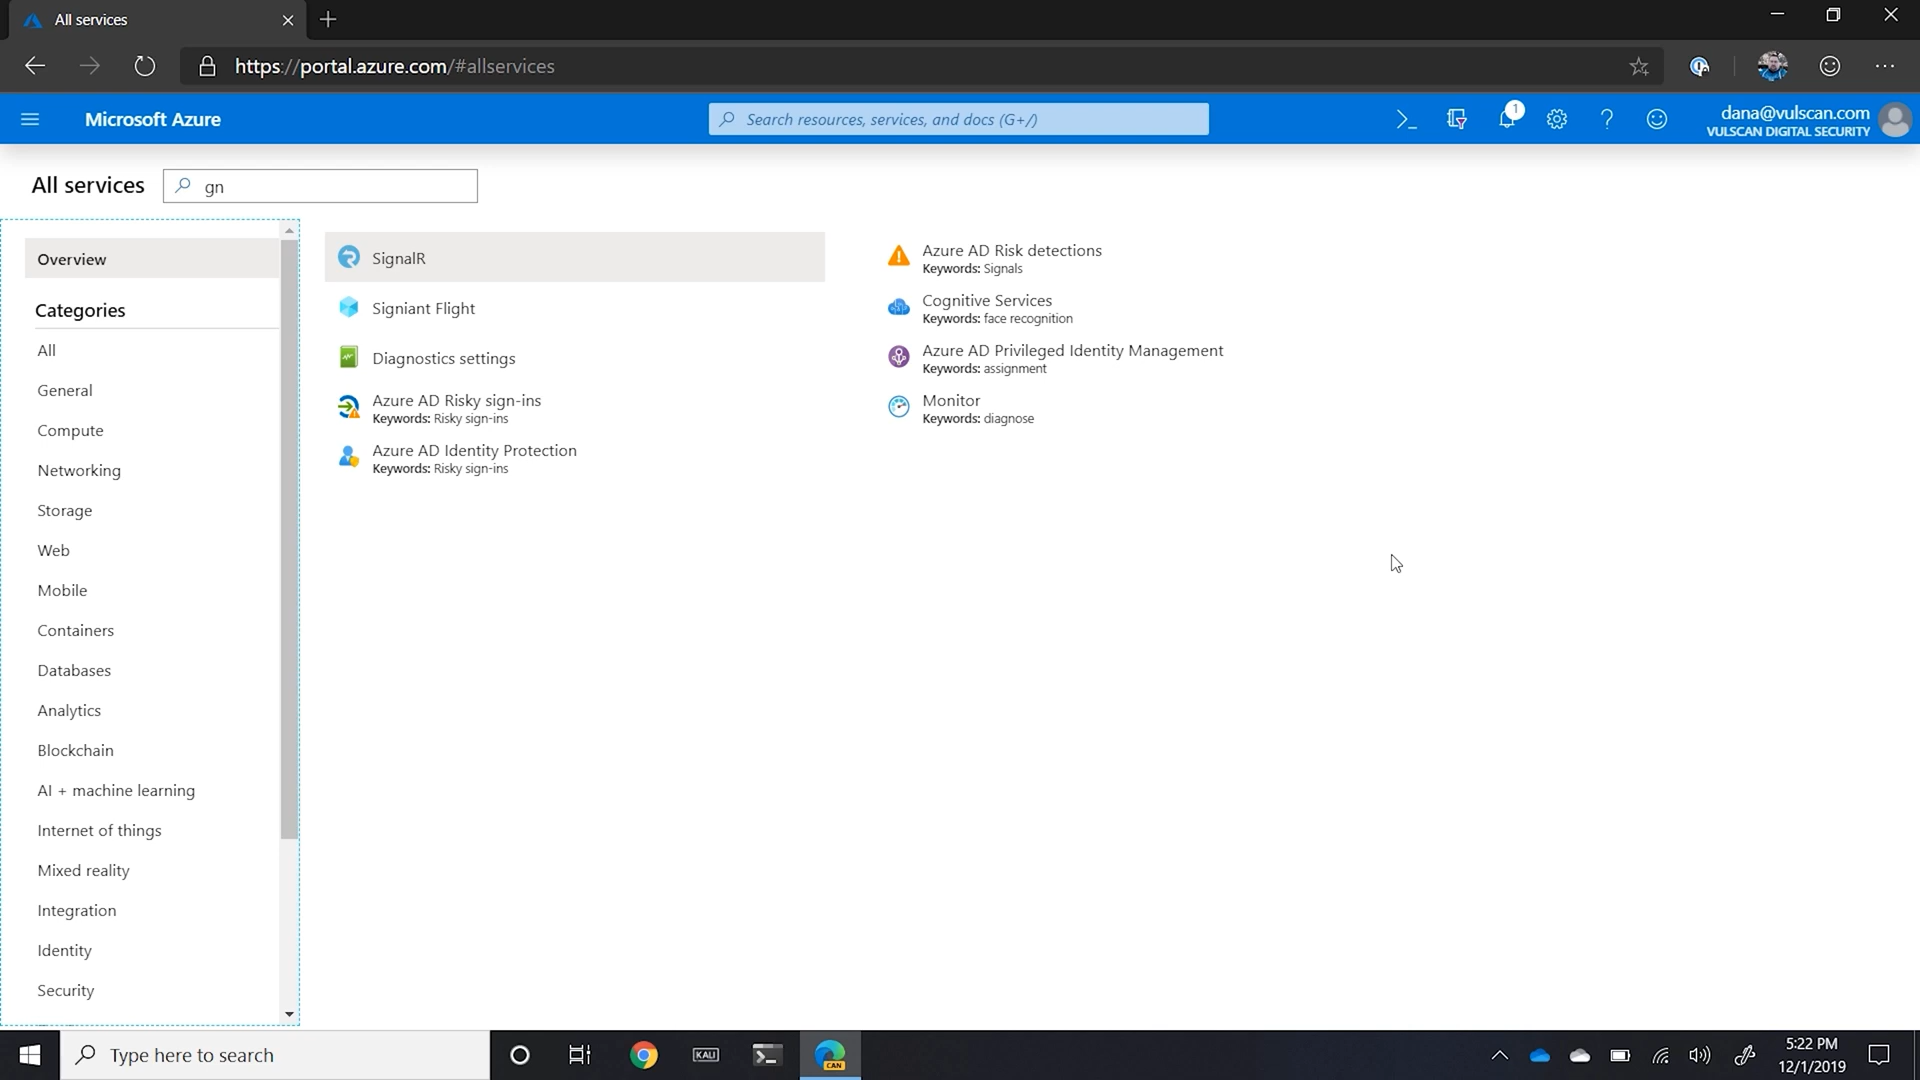 All services
https://portal.azure.com/#allservices
Microsoft Azure
Search resources, services, and docs (G+/)
1
dana@vulscan.com
VULSCAN DIGITAL SECURITY
All services
gn
Overview
Categories
All
General
Compute
Networking
Storage
Web
Mobile
Containers
Databases
Analytics
Blockchain
AI + machine learning
Internet of things
Mixed reality
Integration
Identity
Security
SignalR
Signiant Flight
Diagnostics settings
Azure AD Risky sign-ins
Keywords: Risky sign-ins
Azure AD Identity Protection
Keywords: Risky sign-ins
Azure AD Risk detections
Keywords: Signals
Cognitive Services
Keywords: face recognition
Azure AD Privileged Identity Management
Keywords: assignment
Monitor
Keywords: diagnose
Type here to search
KALI
CAN
5:22 PM
12/1/2019